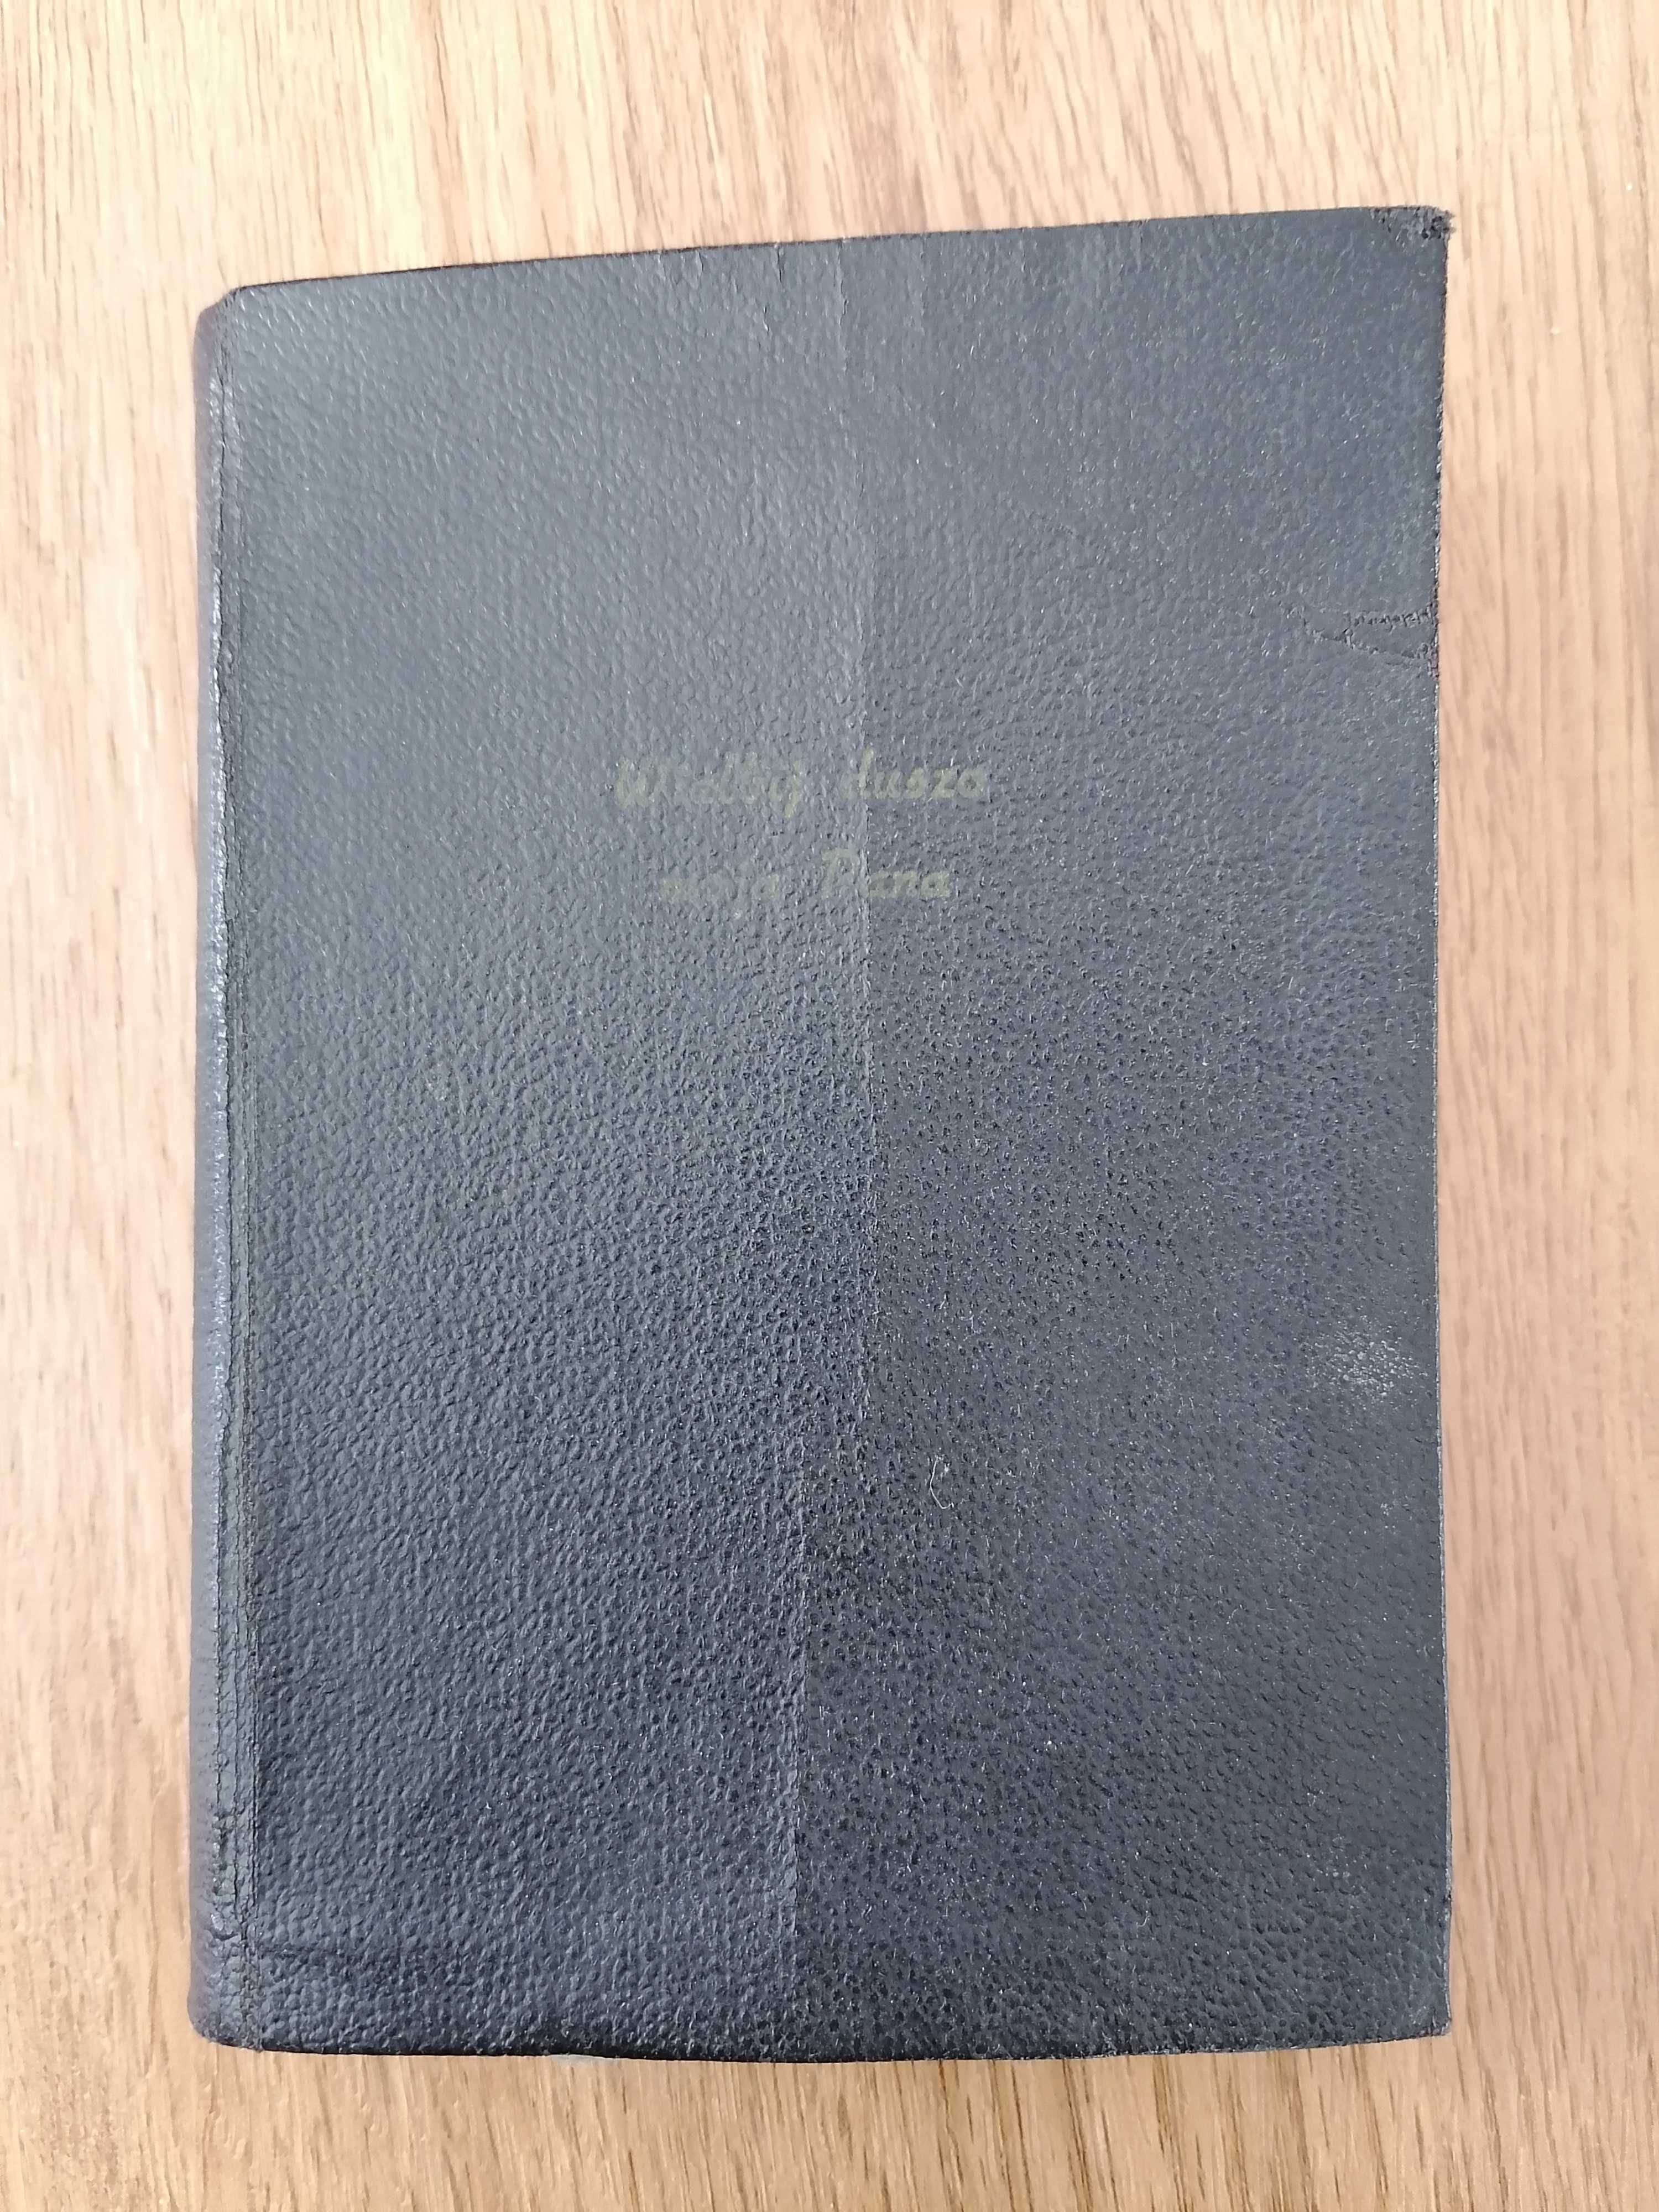 Wielbij dusza
moja Pana